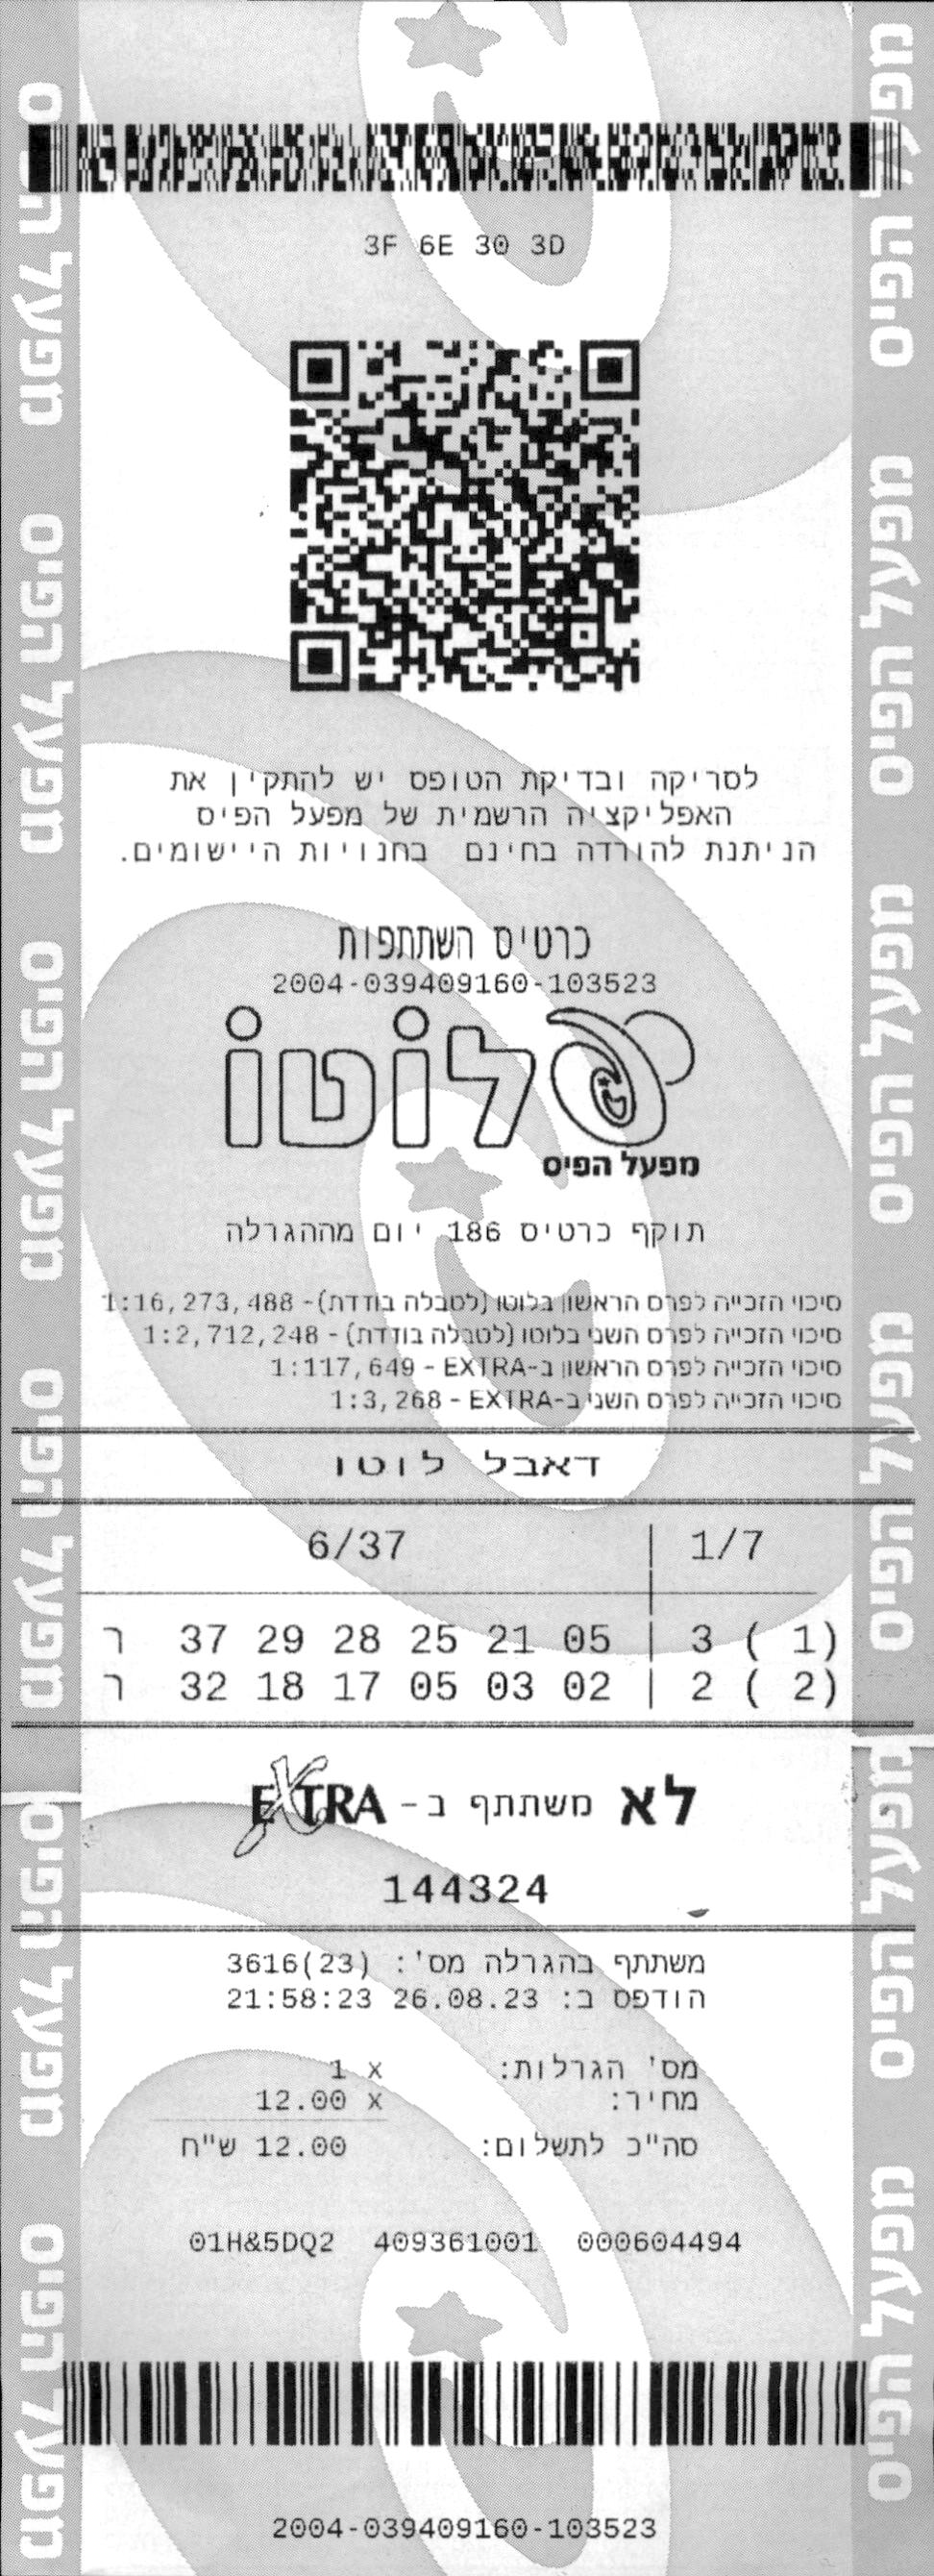 3F 6E 30 3D
לסריקה ובדיקת הטופס יש להתקין את
האפליקציה הרשמית של מפעל הפיס
הניתנת להורדה בחינם בחנויות היישומים.
כרטיס השתתפות
2004-039409160-103523
לוטו
מפעל הפיס
תוקף כרטיס 186 יום מההגרלה
סיכוי הזכייה לפרס הראשון בלוטו (לטבלה בודדת)- 1:16,273,488
סיכוי הזכייה לפרס השני בלוטו (לטבלה בודדת) - 1:2,712,248
סיכוי הזכייה לפרס הראשון ב-EXTRA - 1:117,649
סיכוי הזכייה לפרס השני ב-EXTRA - 1:3,268
דאבל לוטו
6/37 | 1/7
ר 37 29 28 25 21 05 | 3 ( 1)
ר 32 18 17 05 03 02 | 2 ( 2)
לא משתתף ב- EXTRA
144324
משתתף בהגרלה מס': 3616(23)
הודפס ב: 26.08.23 21:58:23
מס' הגרלות: x 1
מחיר: x 12.00
סה"כ לתשלום: 12.00 ש"ח
01H&5DQ2 409361001 000604494
2004-039409160-103523
מפעל הפיס
מפעל הפיס
מפעל הפיס
מפעל הפיס
מפעל הפיס
מפעל הפיס
מפעל הפיס
מפעל הפיס
מפעל הפיס
מפעל הפיס
מפעל הפיס
מפעל הפיס